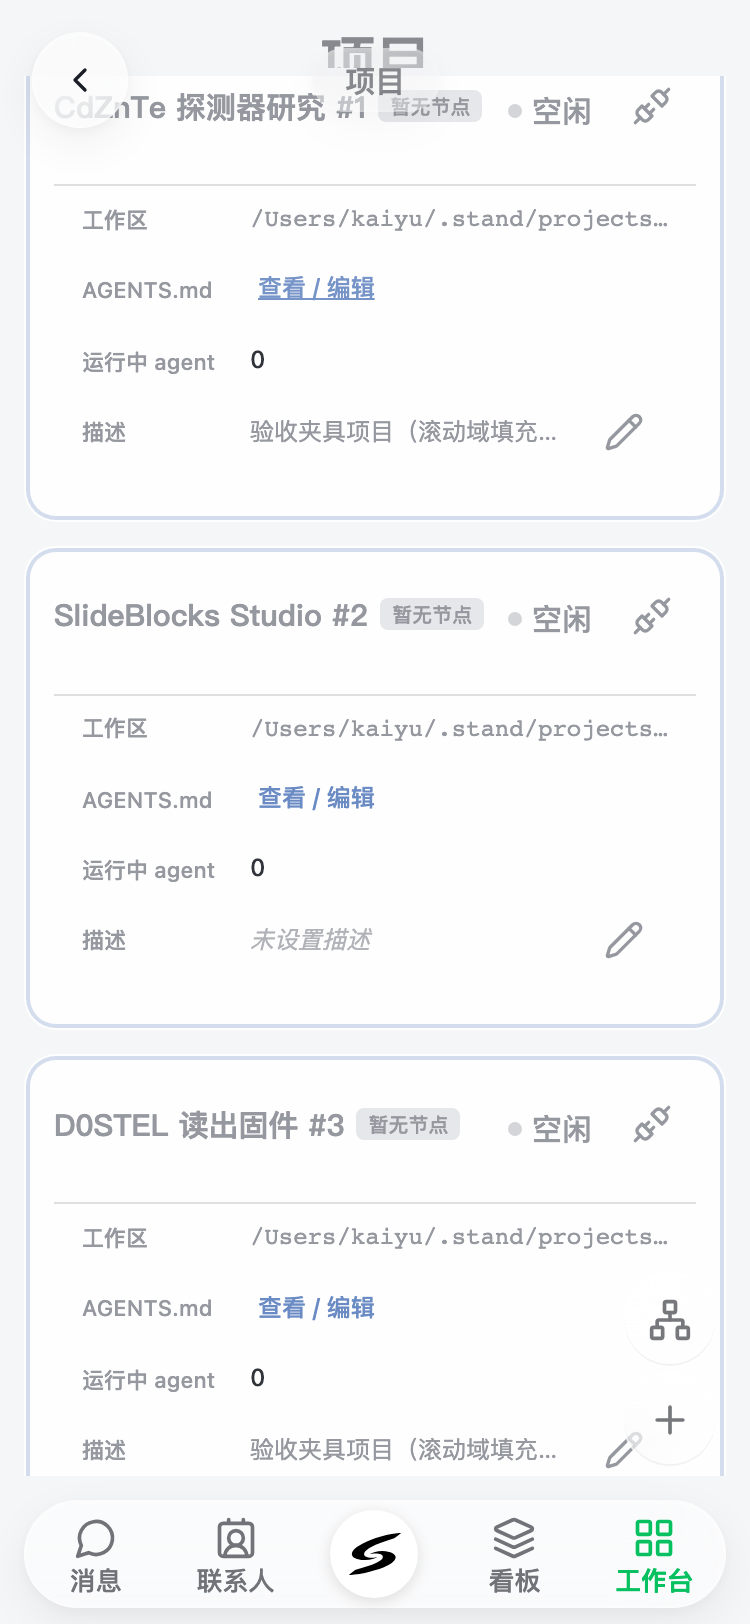 项目
项目
CdZnTe 探测器研究 #1 暂无节点 空闲
工作区 /Users/kaiyu/.stand/projects…
AGENTS.md 查看 / 编辑
运行中 agent 0
描述 验收夹具项目（滚动域填充...
SlideBlocks Studio #2 暂无节点 空闲
工作区 /Users/kaiyu/.stand/projects…
AGENTS.md 查看 / 编辑
运行中 agent 0
描述 未设置描述
D0STEL 读出固件 #3 暂无节点 空闲
工作区 /Users/kaiyu/.stand/projects…
AGENTS.md 查看 / 编辑
运行中 agent 0
描述 验收夹具项目（滚动域填充...
消息 联系人 看板 工作台